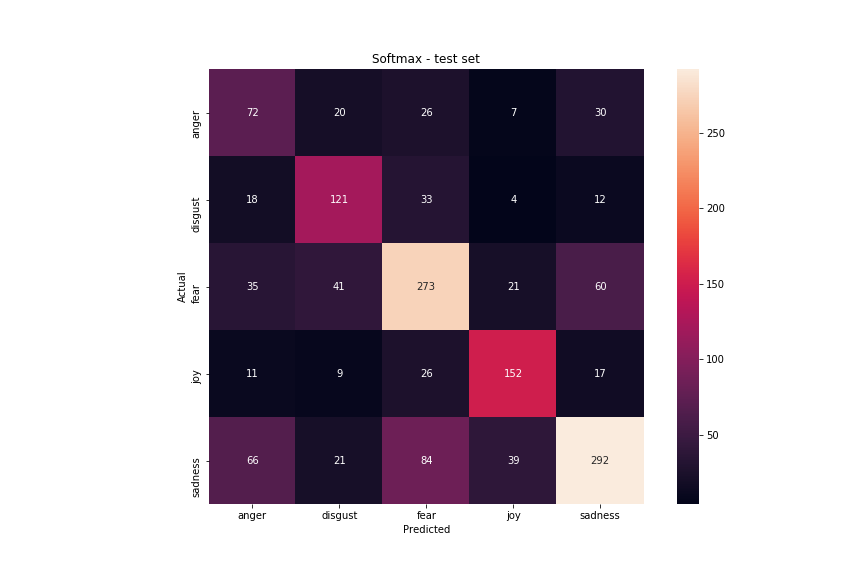 Softmax - test set
Actual
anger
72 20 26 7 30
disgust
18 121 33 4 12
fear
35 41 273 21 60
joy
11 9 26 152 17
sadness
66 21 84 39 292
anger disgust fear joy sadness
Predicted
250
200
150
100
50